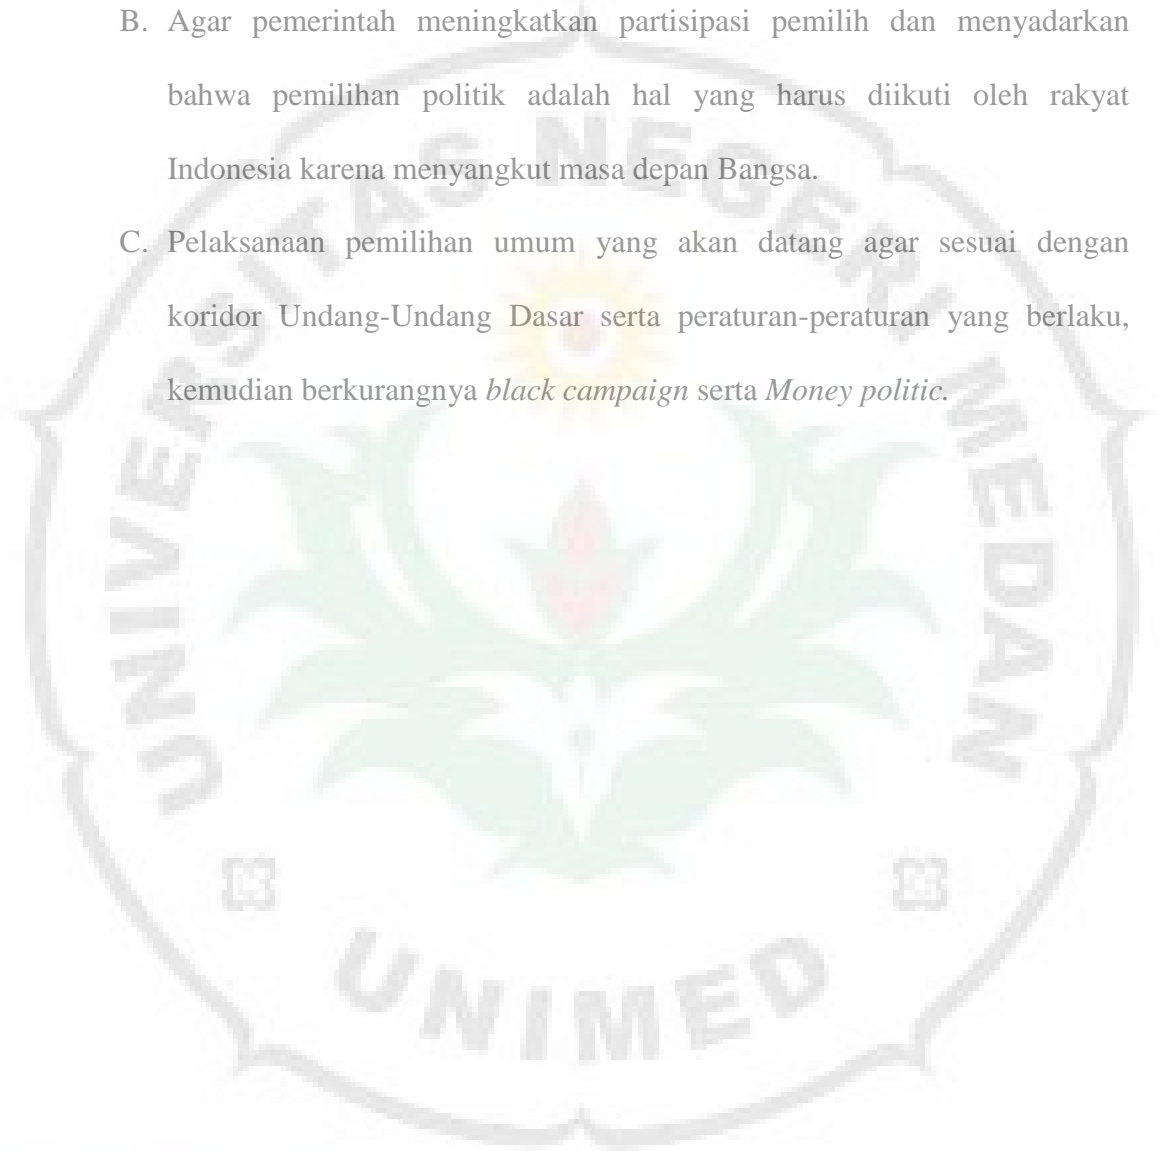 B. Agar pemerintah meningkatkan partisipasi pemilih dan menyadarkan
bahwa pemilihan politik adalah hal yang harus diikuti oleh rakyat
Indonesia karena menyangkut masa depan Bangsa.
C. Pelaksanaan pemilihan umum yang akan datang agar sesuai dengan
koridor Undang-Undang Dasar serta peraturan-peraturan yang berlaku,
kemudian berkurangnya black campaign serta Money politic.
UNIVERSITAS NEGERI MEDAN
UNIMED